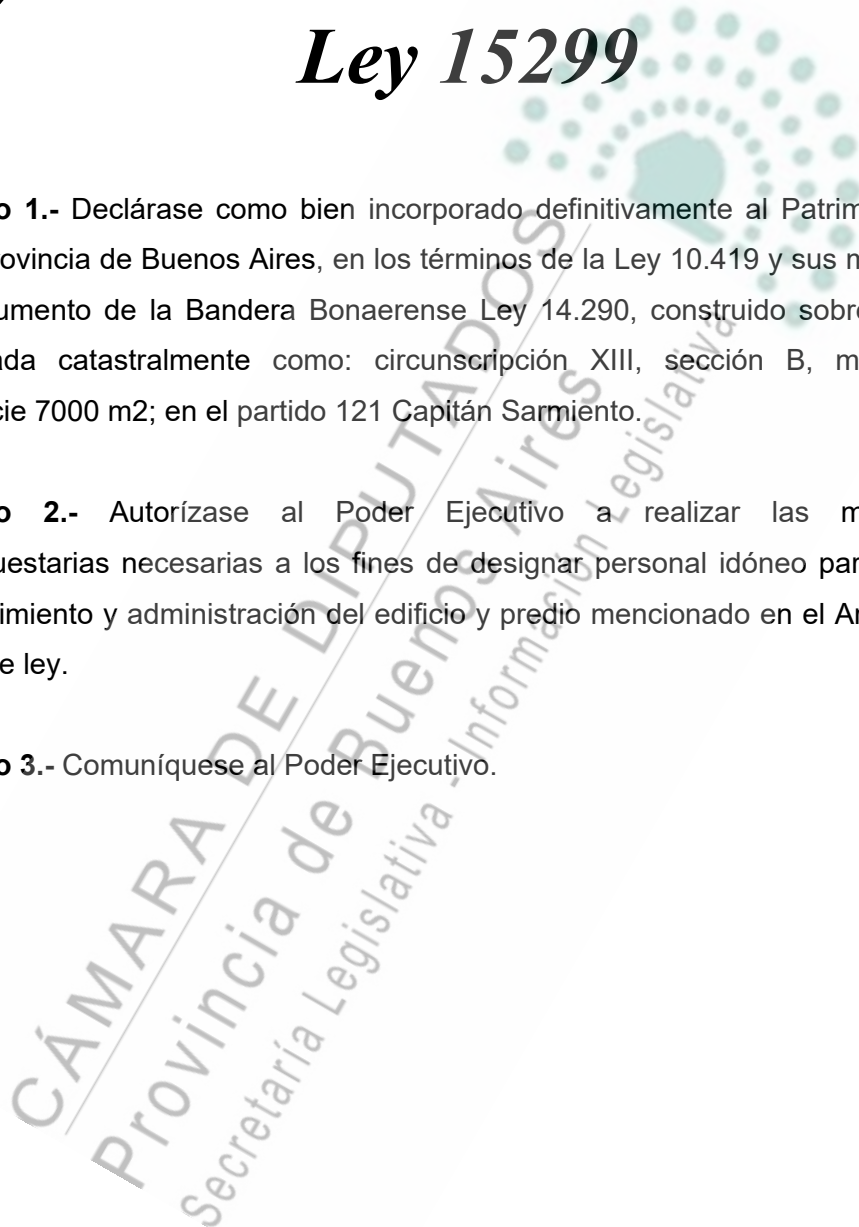 Ley 15299
o 1.- Declárase como bien incorporado definitivamente al Patrim
ovincia de Buenos Aires, en los términos de la Ley 10.419 y sus m
umento de la Bandera Bonaerense Ley 14.290, construido sobre
ada catastralmente como: circunscripción XIII, sección B, m
cie 7000 m2; en el partido 121 Capitán Sarmiento.
o 2.- Autorízase al Poder Ejecutivo a realizar las m
uestarias necesarias a los fines de designar personal idóneo par
imiento y administración del edificio y predio mencionado en el Ar
e ley.
o 3.- Comuníquese al Poder Ejecutivo.
CÁMARA DE DIPUTADOS
Provincia de Buenos Aires
Secretaría Legislativa - Información Legislativa